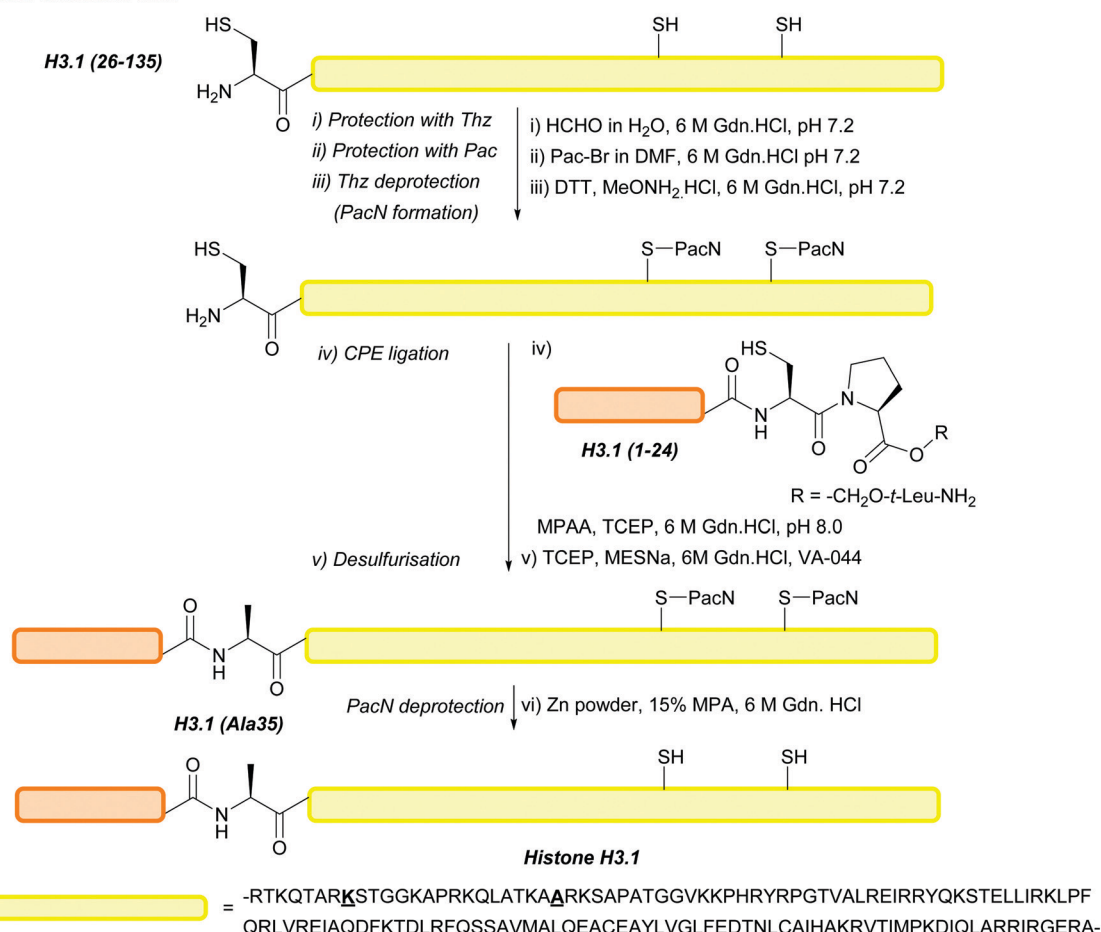 HS
SH
SH
H3.1 (26-135)
H₂N
O
i) Protection with Thz
ii) Protection with Pac
iii) Thz deprotection
(PacN formation)
i) HCHO in H₂O, 6 M Gdn.HCl, pH 7.2
ii) Pac-Br in DMF, 6 M Gdn.HCl pH 7.2
iii) DTT, MeONH₂.HCl, 6 M Gdn.HCl, pH 7.2
HS
S—PacN
S—PacN
H₂N
O
iv) CPE ligation
iv)
HS
O
N
H
O
N
O
O
R
H3.1 (1-24)
R = -CH₂O-t-Leu-NH₂
MPAA, TCEP, 6 M Gdn.HCl, pH 8.0
v) Desulfurisation
v) TCEP, MESNa, 6M Gdn.HCl, VA-044
O
S—PacN
S—PacN
N
H
O
H3.1 (Ala35)
PacN deprotection
vi) Zn powder, 15% MPA, 6 M Gdn. HCl
O
SH
SH
N
H
O
Histone H3.1
= -RTKQTARKSTGGKAPRKQLATKAARKSAPATGGVKKPHRYRPGTVALREIRRYQKSTELLIRKLPF
QRLVREIAQDFKTDLRFQSSAVMALQEACEAYLVGLFEDTNLCAIHAKRVTIMPKDIQLARRIRGERA-